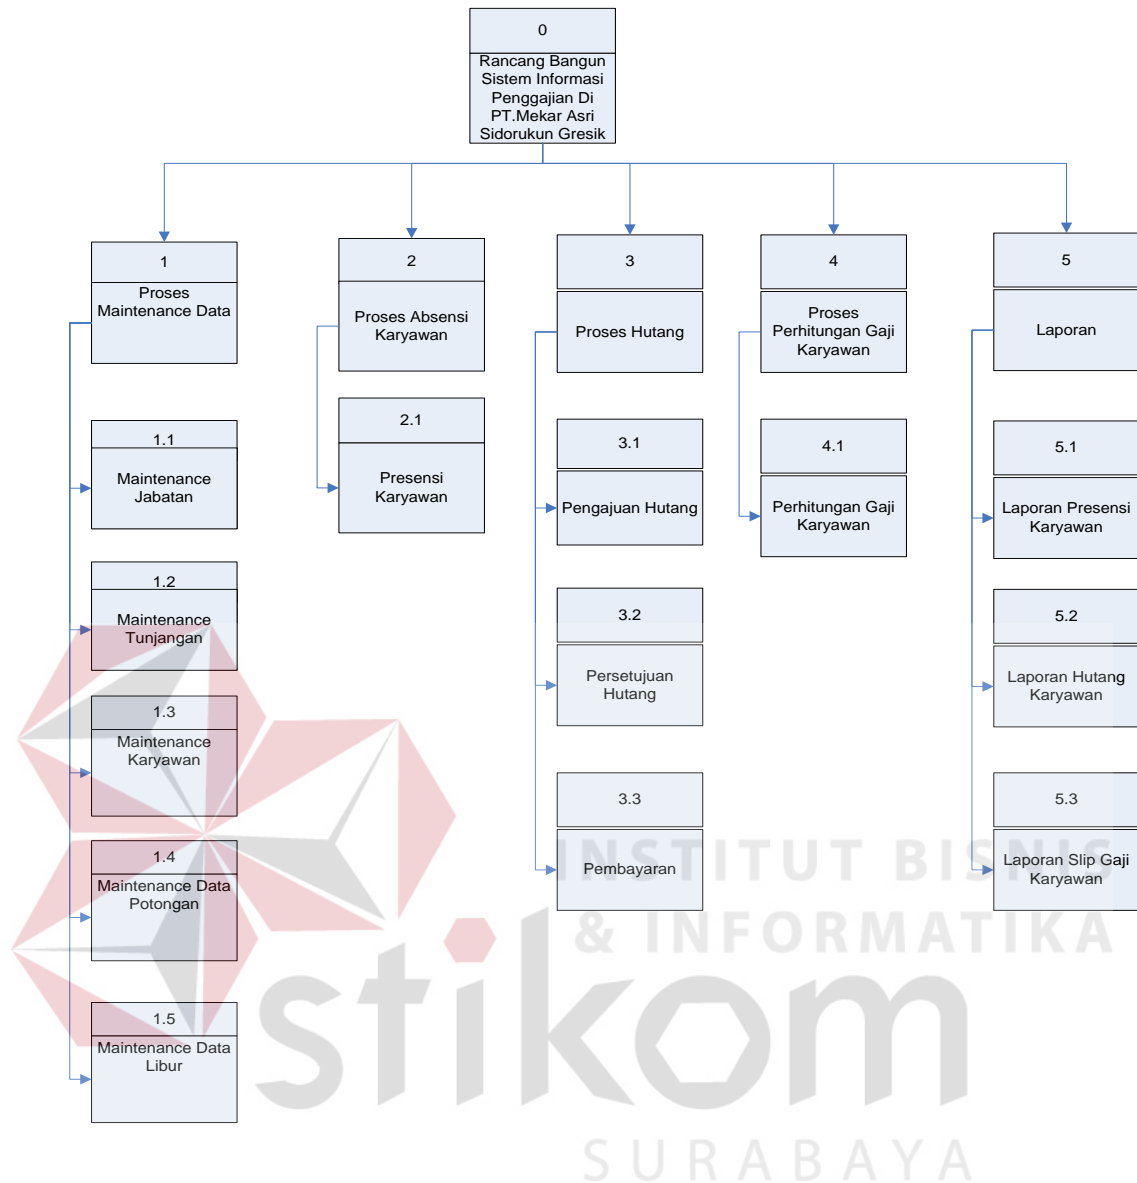 0
Rancang Bangun
Sistem Informasi
Penggajian Di
PT.Mekar Asri
Sidorukun Gresik
1
Proses
Maintenance Data
1.1
Maintenance
Jabatan
1.2
Maintenance
Tunjangan
1.3
Maintenance
Karyawan
1.4
Maintenance Data
Potongan
1.5
Maintenance Data
Libur
2
Proses Absensi
Karyawan
2.1
Presensi
Karyawan
3
Proses Hutang
3.1
Pengajuan Hutang
3.2
Persetujuan
Hutang
3.3
Pembayaran
4
Proses
Perhitungan Gaji
Karyawan
4.1
Perhitungan Gaji
Karyawan
5
Laporan
5.1
Laporan Presensi
Karyawan
5.2
Laporan Hutang
Karyawan
5.3
Laporan Slip Gaji
Karyawan
INSTITUT BISNIS
& INFORMATIKA
stikom
SURABAYA